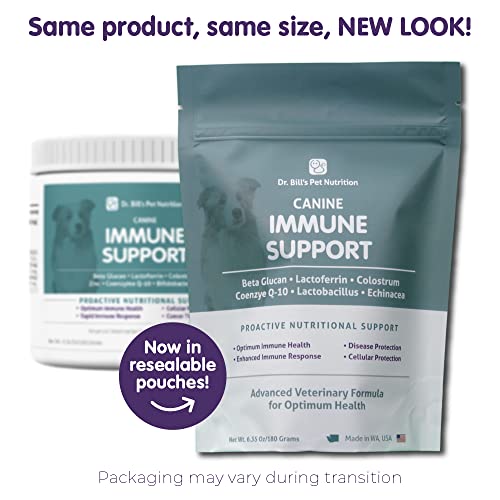 Same product, same size, NEW LOOK!
Dr. Bill's Pet Nutrition
CANINE
IMMUNE
SUPPORT
Beta Glucan • Lactoferrin • Colostrum
Coenzye Q-10 • Lactobacillus • Echinacea
PROACTIVE NUTRITIONAL SUPPORT
• Optimum Immune Health
• Disease Protection
• Enhanced Immune Response
• Cellular Protection
Advanced Veterinary Formula
for Optimum Health
Net Wt. 6.35 Oz/180 Grams
Made in WA, USA
Dr. Bill's Pet Nutrition
CANINE
IMMUNE
SUPPORT
Beta Glucan • Lactoferrin •
Zinc • Coenzyme Q-10 •
PROACTIVE NUTRITIONAL SUPP
• Optimum Immune Health
• Rapid Immune Response
Now in
resealable
pouches!
Packaging may vary during transition